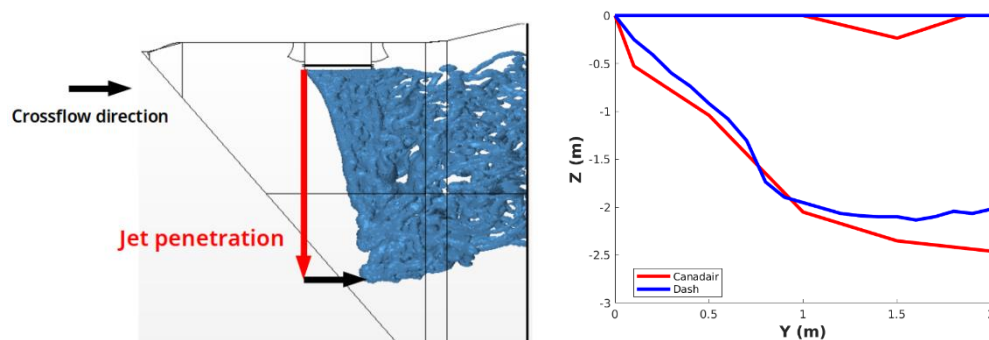 Crossflow direction
Jet penetration
Z (m)
0
-0.5
-1
-1.5
-2
-2.5
-3
Canadair
Dash
0
0.5
1
1.5
2
Y (m)